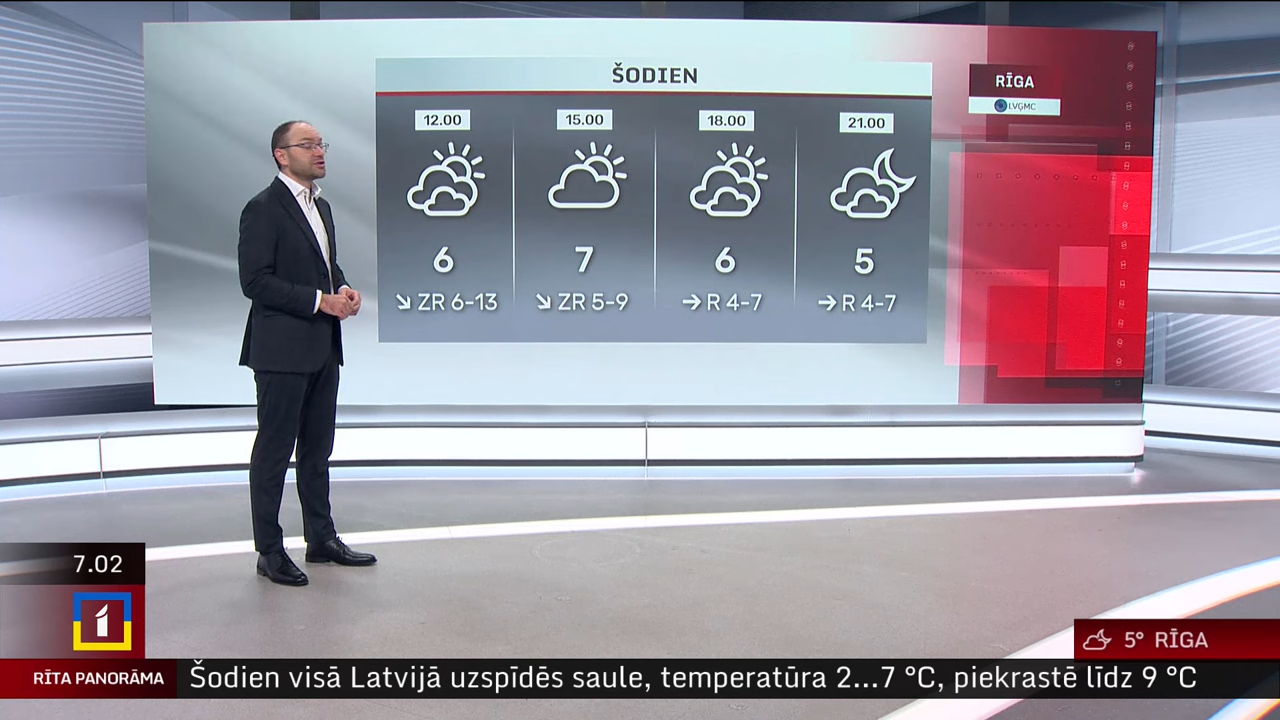 ŠODIEN
RĪGA
LVĢMC
12.00 15.00 18.00 21.00
6 7 6 5
ZR 6-13 ZR 5-9 R 4-7 R 4-7
7.02
1
5° RĪGA
RĪTA PANORĀMA
Šodien visā Latvijā uzspīdēs saule, temperatūra 2...7 °C, piekrastē līdz 9 °C